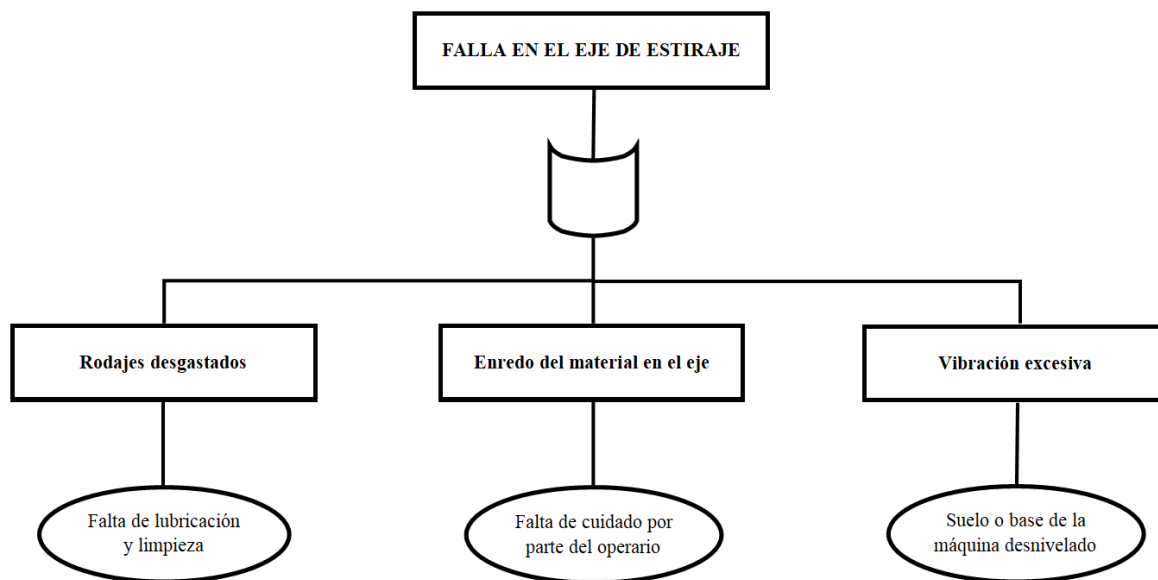 FALLA EN EL EJE DE ESTIRAJE
Rodajes desgastados
Enredo del material en el eje
Vibración excesiva
Falta de lubricación
y limpieza
Falta de cuidado por
parte del operario
Suelo o base de la
máquina desnivelado